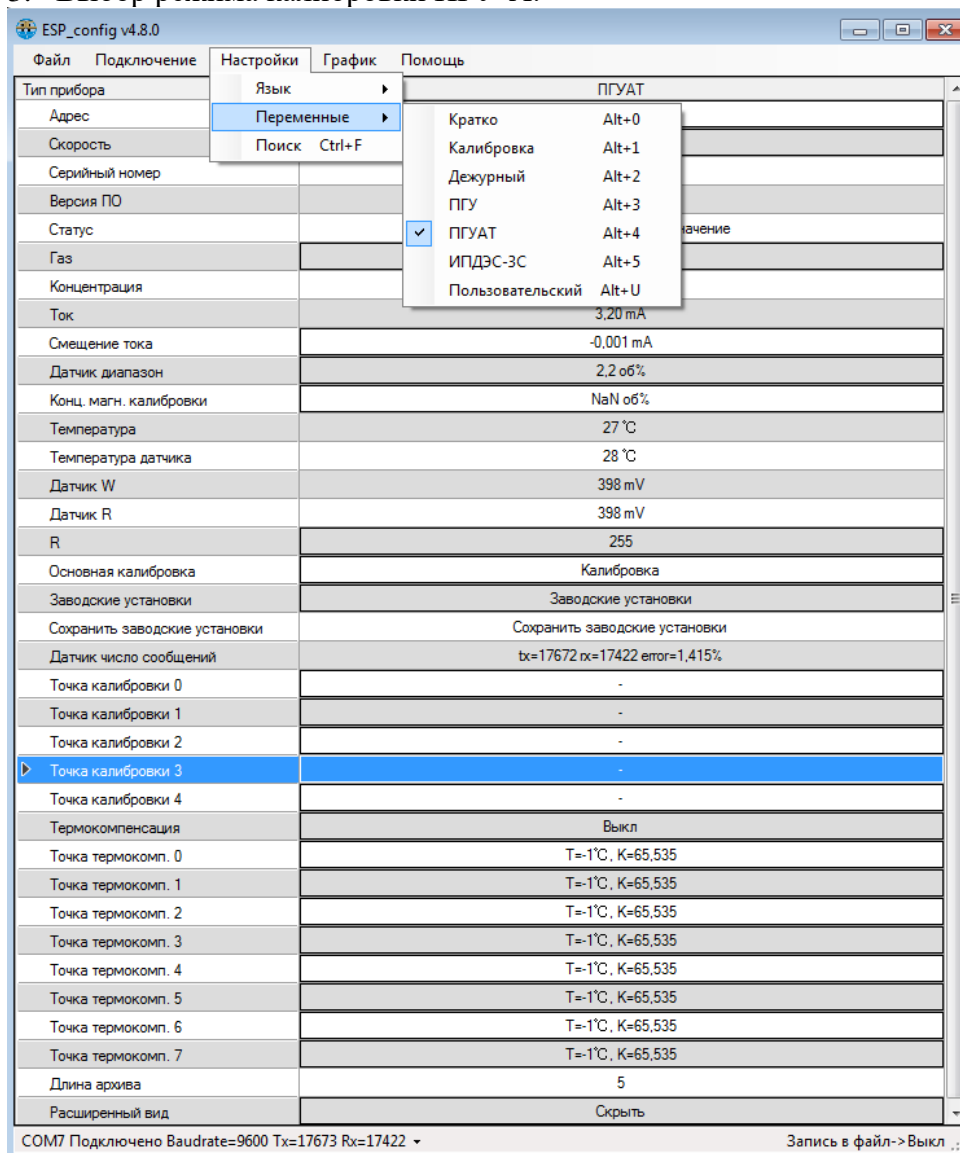 ESP_config v4.8.0
Файл Подключение Настройки График Помощь
Тип прибора ПГУАТ
Язык
Переменные
Поиск Ctrl+F
Кратко Alt+0
Калибровка Alt+1
Дежурный Alt+2
ПГУ Alt+3
ПГУАТ Alt+4
ИПДЭС-3С Alt+5
Пользовательский Alt+U
Адрес
Скорость
Серийный номер
Версия ПО
Статус
Газ
Концентрация
Ток 3,20 mA
Смещение тока -0,001 mA
Датчик диапазон 2,2 об%
Конц. магн. калибровки NaN об%
Температура 27 °C
Температура датчика 28 °C
Датчик W 398 mV
Датчик R 398 mV
R 255
Основная калибровка Калибровка
Заводские установки Заводские установки
Сохранить заводские установки Сохранить заводские установки
Датчик число сообщений tx=17672 rx=17422 error=1,415%
Точка калибровки 0 -
Точка калибровки 1 -
Точка калибровки 2 -
Точка калибровки 3 -
Точка калибровки 4 -
Термокомпенсация Выкл
Точка термокомп. 0 T=-1°C, K=65,535
Точка термокомп. 1 T=-1°C, K=65,535
Точка термокомп. 2 T=-1°C, K=65,535
Точка термокомп. 3 T=-1°C, K=65,535
Точка термокомп. 4 T=-1°C, K=65,535
Точка термокомп. 5 T=-1°C, K=65,535
Точка термокомп. 6 T=-1°C, K=65,535
Точка термокомп. 7 T=-1°C, K=65,535
Длина архива 5
Расширенный вид Скрыть
COM7 Подключено Baudrate=9600 Tx=17673 Rx=17422 Запись в файл->Выкл